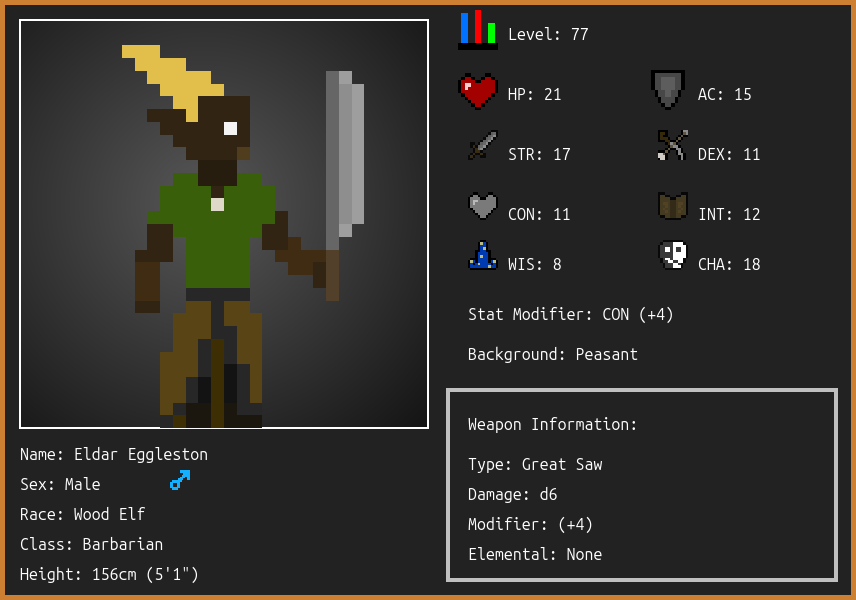 Level: 77
HP: 21
AC: 15
STR: 17
DEX: 11
CON: 11
INT: 12
WIS: 8
CHA: 18
Stat Modifier: CON (+4)
Background: Peasant
Name: Eldar Eggleston
Sex: Male
Race: Wood Elf
Class: Barbarian
Height: 156cm (5'1")
Weapon Information:
Type: Great Saw
Damage: d6
Modifier: (+4)
Elemental: None